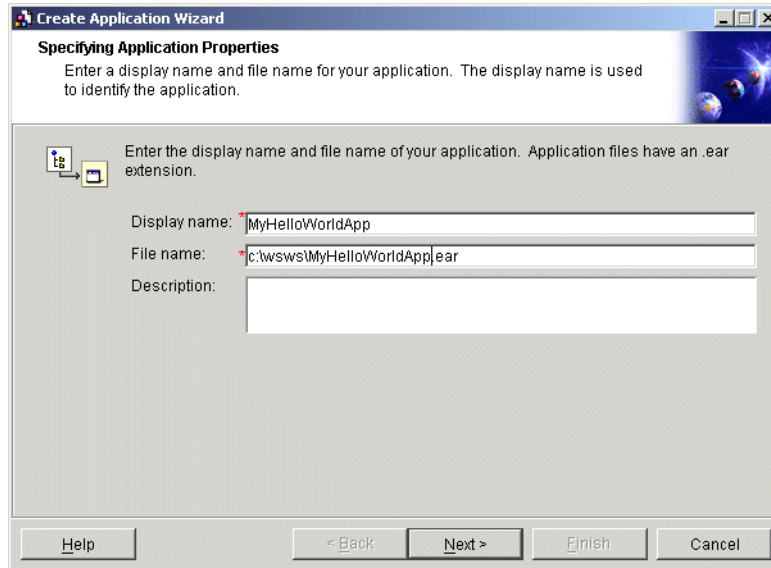 Create Application Wizard
Specifying Application Properties
Enter a display name and file name for your application. The display name is used
to identify the application.
Enter the display name and file name of your application. Application files have an .ear
extension.
Display name: *MyHelloWorldApp
File name: *c:\wsws\MyHelloWorldApp.ear
Description:
Help < Back Next > Finish Cancel